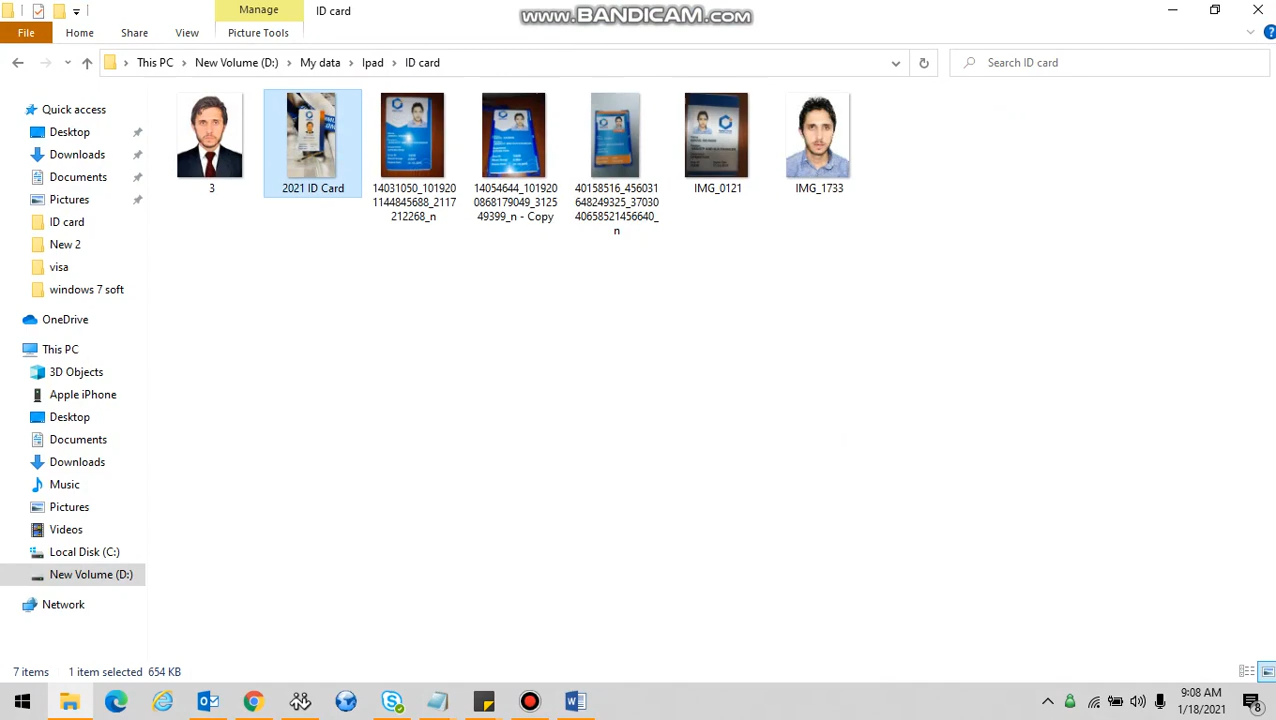 Manage
ID card
www.BANDICAM.com
File
Home
Share
View
Picture Tools
This PC
New Volume (D:)
My data
Ipad
ID card
Search ID card
Quick access
Desktop
Downloads
Documents
Pictures
ID card
New 2
visa
windows 7 soft
OneDrive
This PC
3D Objects
Apple iPhone
Desktop
Documents
Downloads
Music
Pictures
Videos
Local Disk (C:)
New Volume (D:)
Network
3
2021 ID Card
14031050_101920
1144845688_2117
212268_n
14054644_101920
0868179049_3125
49399_n - Copy
40158516_456031
648249325_37030
40658521456640_
n
IMG_0121
IMG_1733
7 items
1 item selected 654 KB
9:08 AM
1/18/2021
8